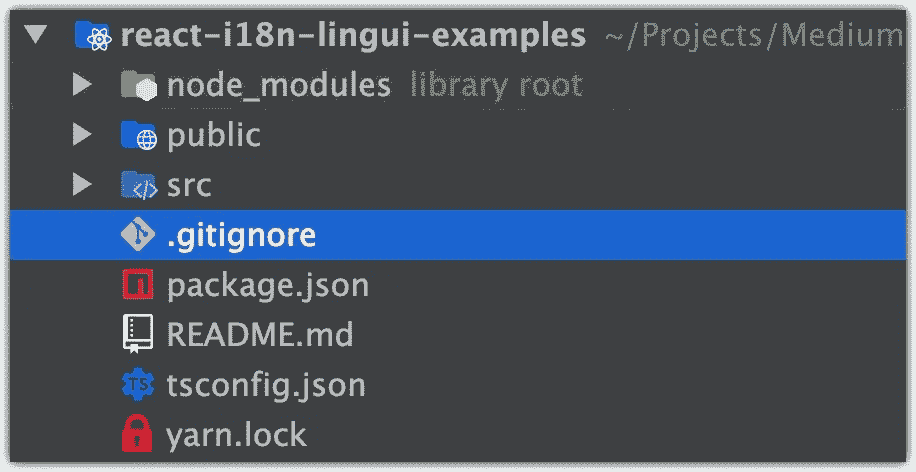 react-i18n-lingui-examples ~/Projects/Medium
node_modules library root
public
src
.gitignore
package.json
README.md
TS tsconfig.json
yarn.lock